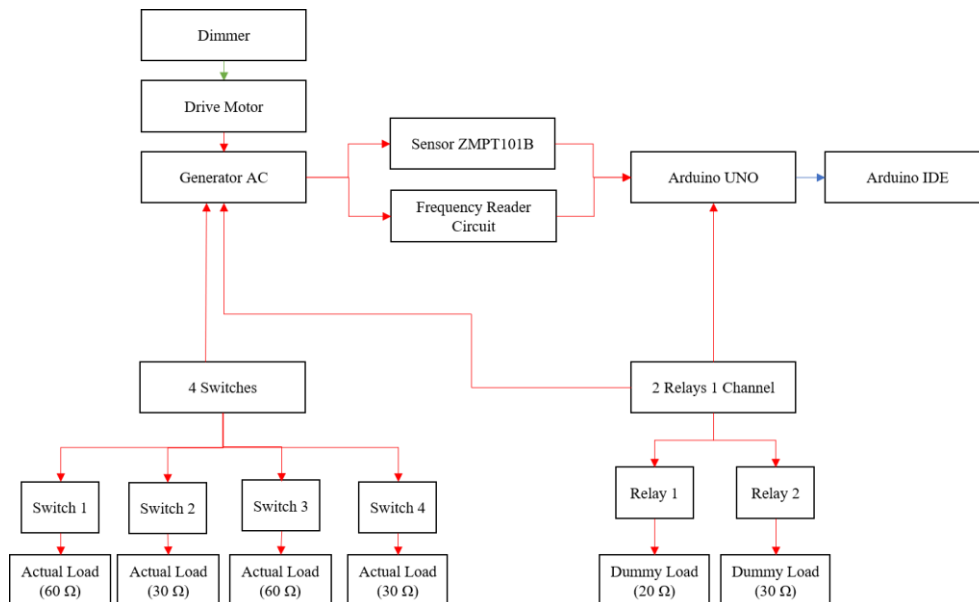 Dimmer
Drive Motor
Generator AC
Sensor ZMPT101B
Frequency Reader
Circuit
Arduino UNO
Arduino IDE
4 Switches
2 Relays 1 Channel
Switch 1
Switch 2
Switch 3
Switch 4
Relay 1
Relay 2
Actual Load
(60 Ω)
Actual Load
(30 Ω)
Actual Load
(60 Ω)
Actual Load
(30 Ω)
Dummy Load
(20 Ω)
Dummy Load
(30 Ω)